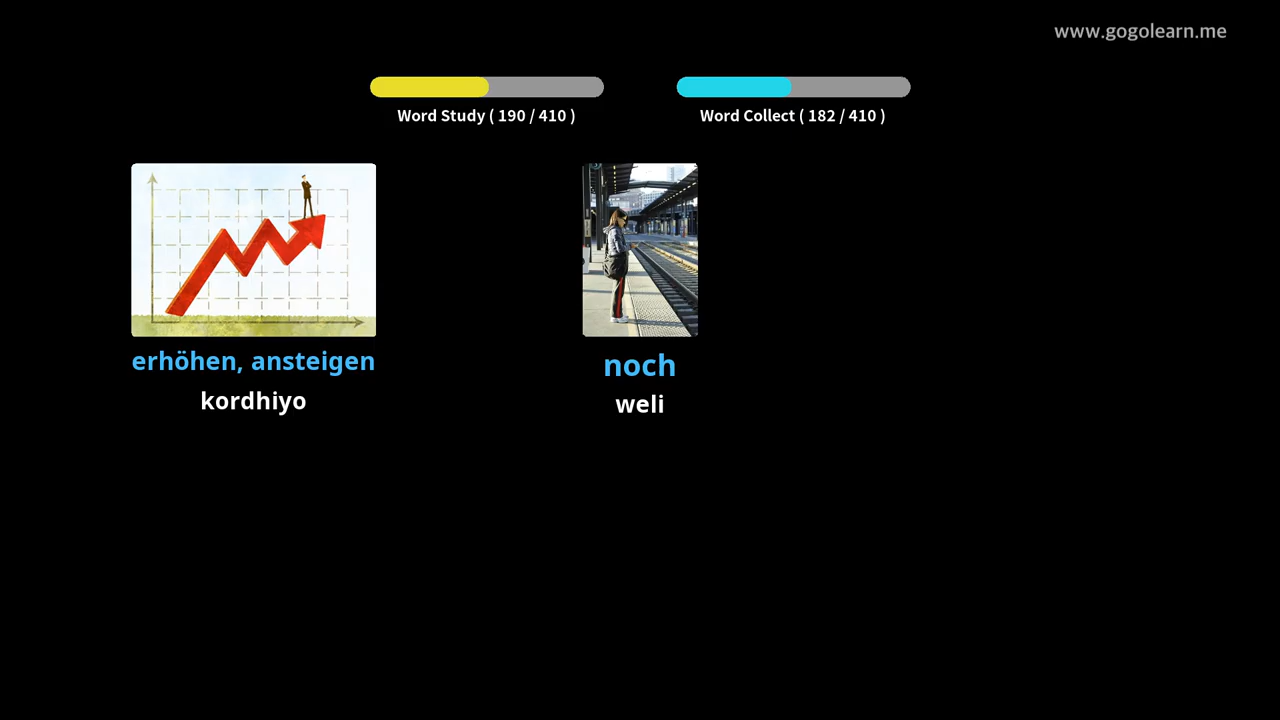 www.gogolearn.me
Word Study ( 190 / 410 )
Word Collect ( 182 / 410 )
erhöhen, ansteigen
kordhiyo
noch
weli